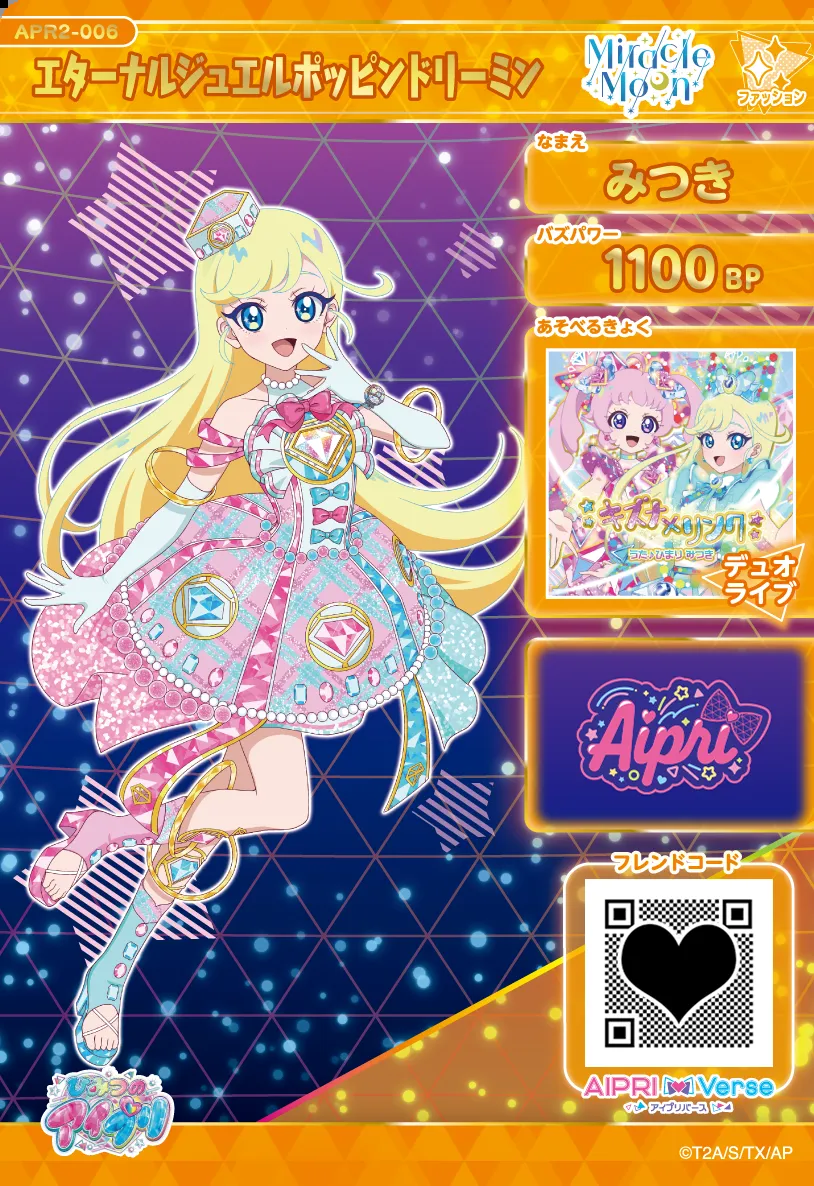 APR2-006
エターナルジュエルポッピンドリーミン
Miracle
Moon
ファッション
なまえ
みつき
バズパワー
1100 BP
あそべるきょく
キズナ×リンク
うた♪ひまり みつき
デュオ
ライブ
Aipri
フレンドコード
AIPRI Verse
アイプリバース
ひみつの
アイプリ
©T2A/S/TX/AP